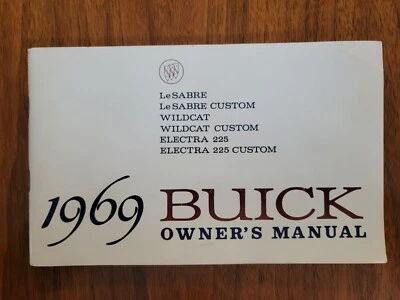 LeSABRE
LeSABRE CUSTOM
WILDCAT
WILDCAT CUSTOM
ELECTRA 225
ELECTRA 225 CUSTOM
1969 BUICK
OWNER'S MANUAL